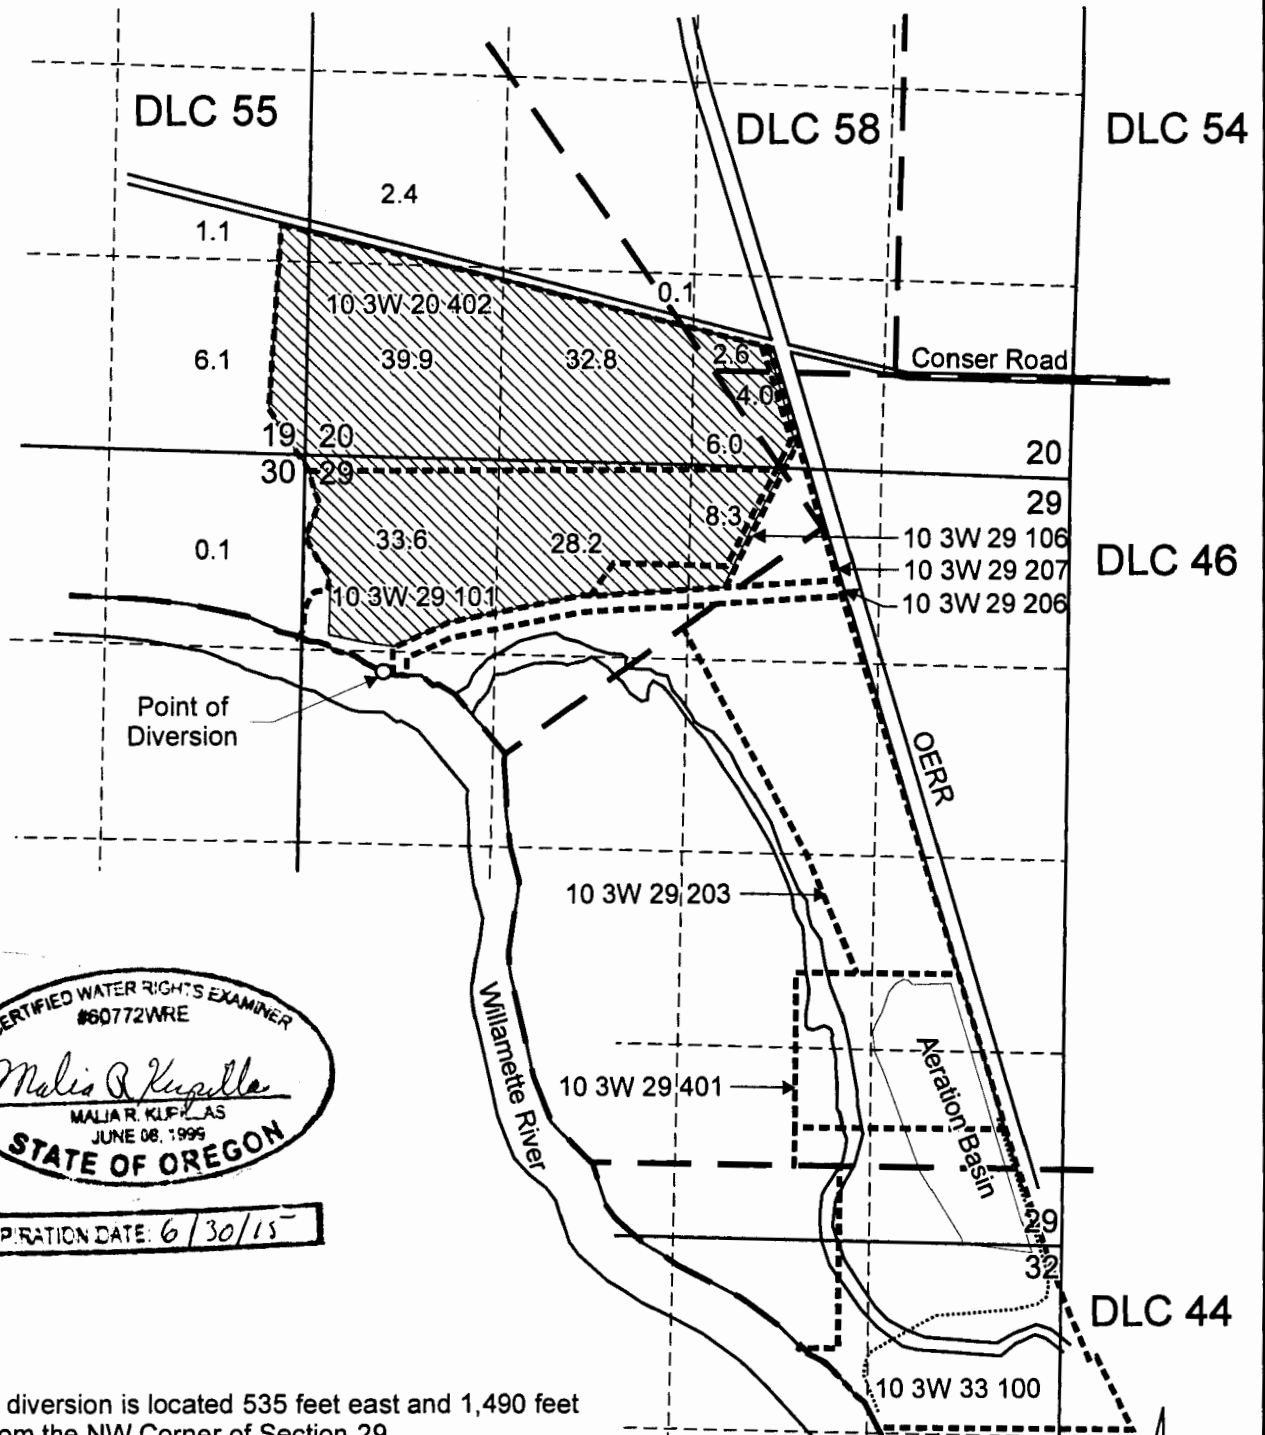 DLC 55
DLC 58
DLC 54
2.4
1.1
0.1
10 3W 20 402
6.1
39.9
32.8
2.6
Conser Road
4.0
19 20
6.0
20
30 29
29
8.3
0.1
33.6
28.2
10 3W 29 106
DLC 46
10 3W 29 207
10 3W 29 101
10 3W 29 206
Point of
Diversion
OERR
10 3W 29 203
Willamette River
Aeration Basin
10 3W 29 401
CERTIFIED WATER RIGHTS EXAMINER
#60772WRE
Malia R Kupillas
MALIA R. KUPILLAS
JUNE 06, 1999
STATE OF OREGON
PIRATION DATE: 6/30/15
29
32
DLC 44
10 3W 33 100
diversion is located 535 feet east and 1,490 feet
om the NW Corner of Section 29